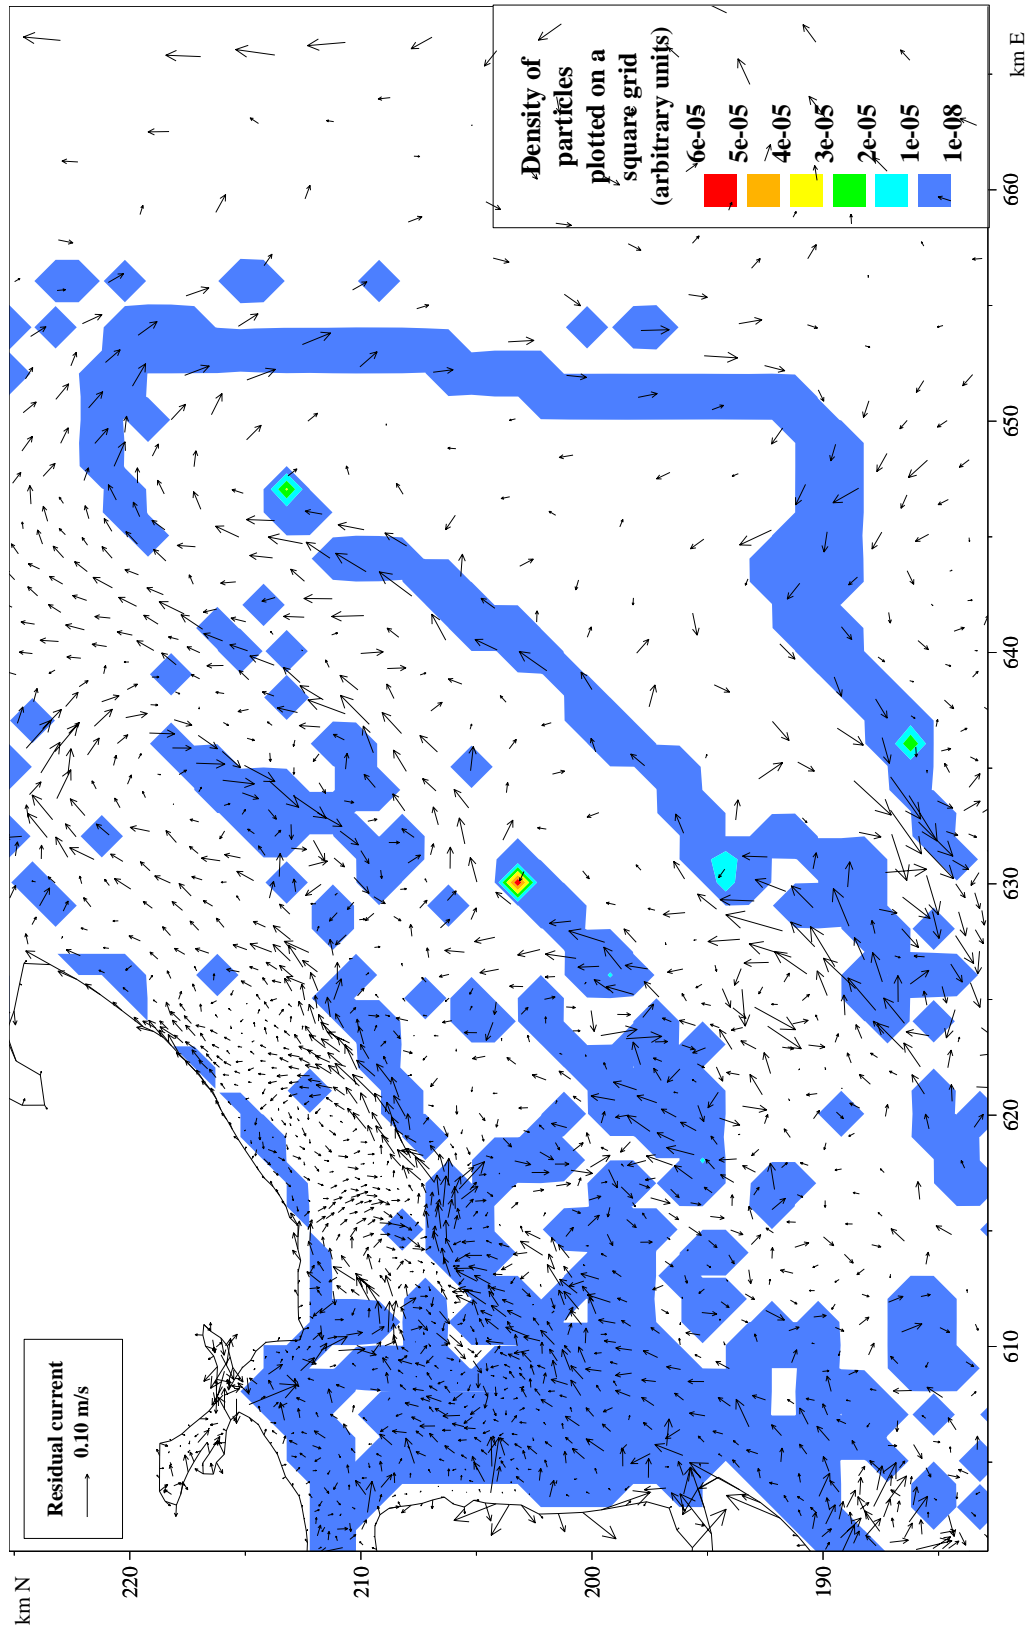 Residual current
0.10 m/s
Density of
particles
plotted on a
square grid
(arbitrary units)
6e-05
5e-05
4e-05
3e-05
2e-05
1e-05
1e-08
km N
220
210
200
190
610
620
630
640
650
660
km E